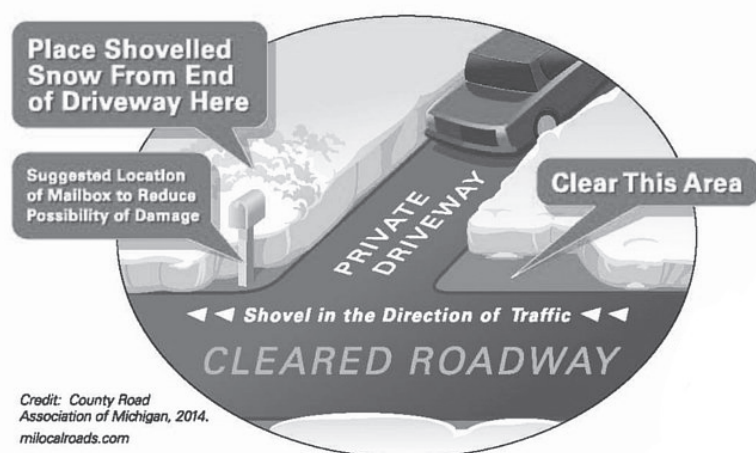 Place Shovelled
Snow From End
of Driveway Here
Suggested Location
of Mailbox to Reduce
Possibility of Damage
Clear This Area
PRIVATE
DRIVEWAY
Shovel in the Direction of Traffic
CLEARED ROADWAY
Credit: County Road
Association of Michigan, 2014.
milocalroads.com